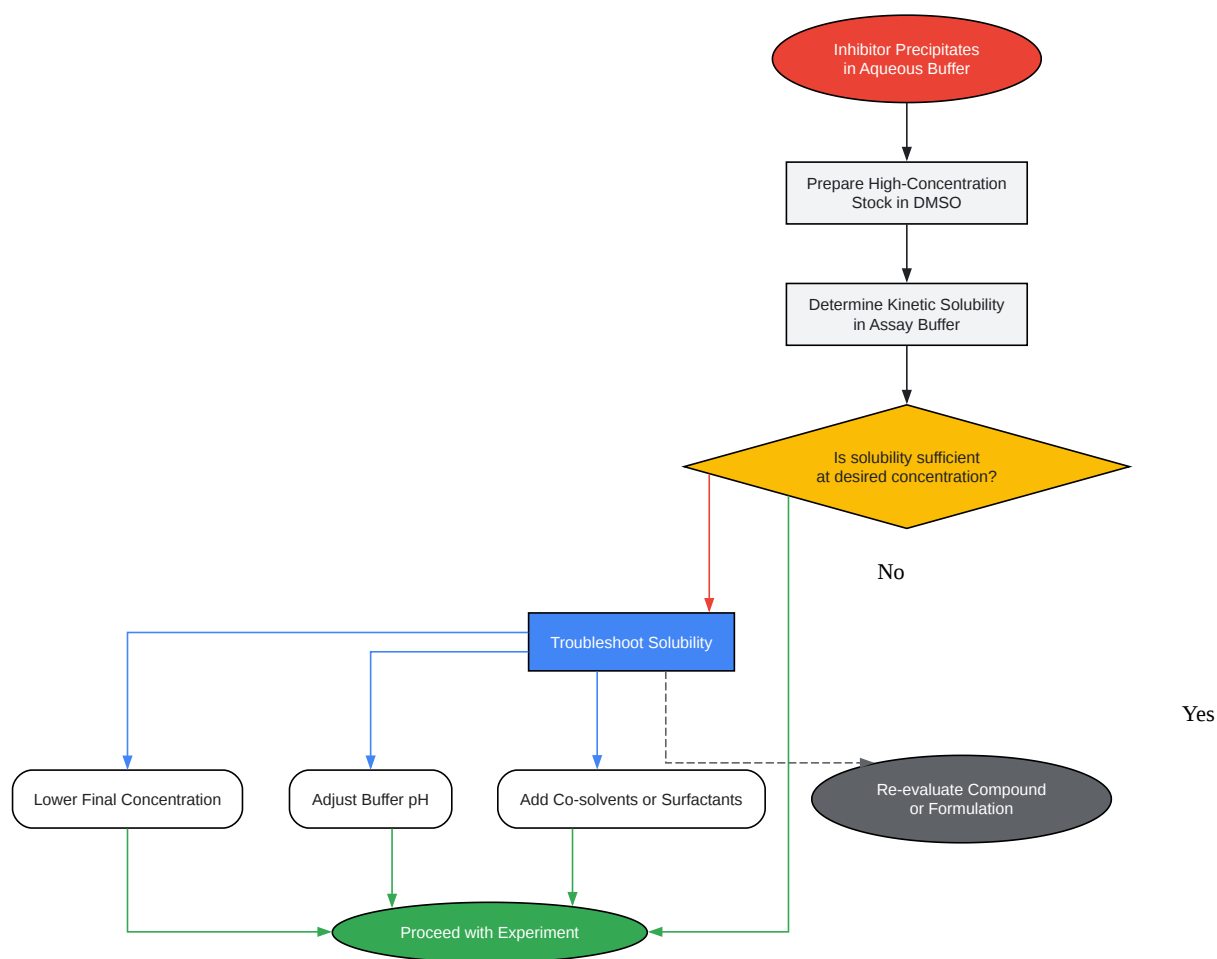 Inhibitor Precipitates
in Aqueous Buffer
Prepare High-Concentration
Stock in DMSO
Determine Kinetic Solubility
in Assay Buffer
Is solubility sufficient
at desired concentration?
No
Troubleshoot Solubility
Yes
Lower Final Concentration
Adjust Buffer pH
Add Co-solvents or Surfactants
Re-evaluate Compound
or Formulation
Proceed with Experiment